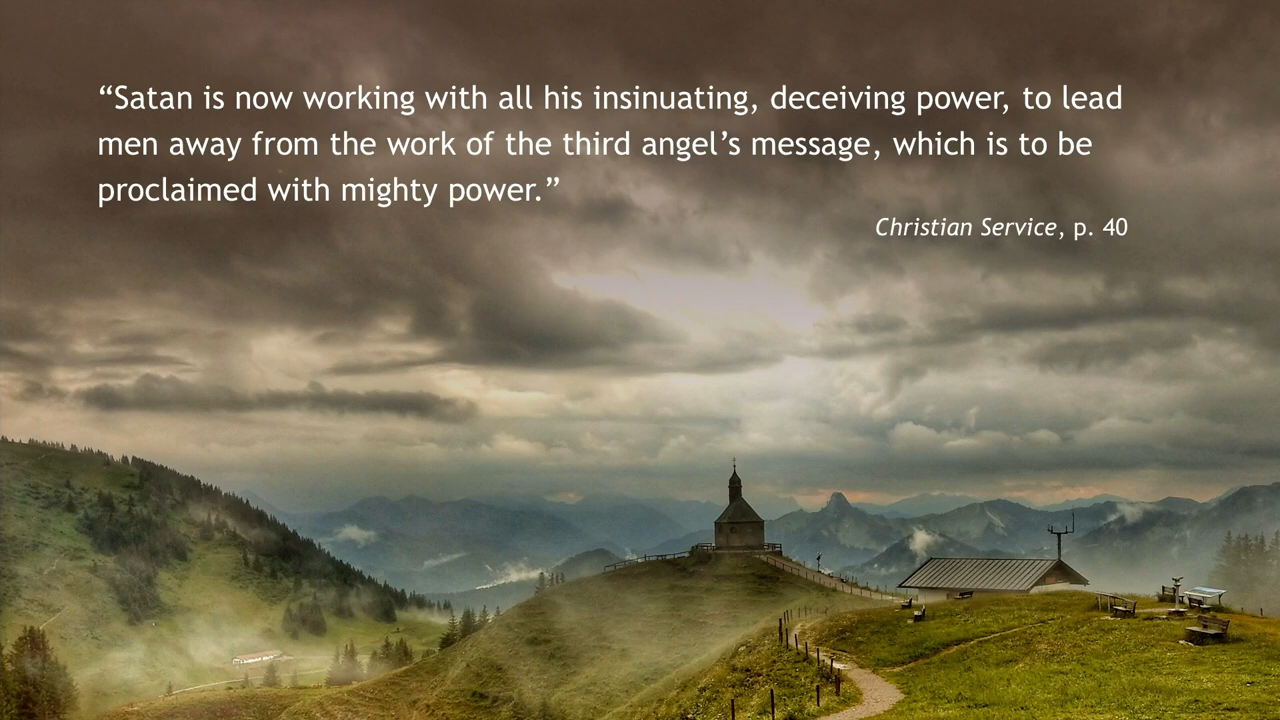 “Satan is now working with all his insinuating, deceiving power, to lead
men away from the work of the third angel’s message, which is to be
proclaimed with mighty power.”
Christian Service, p. 40